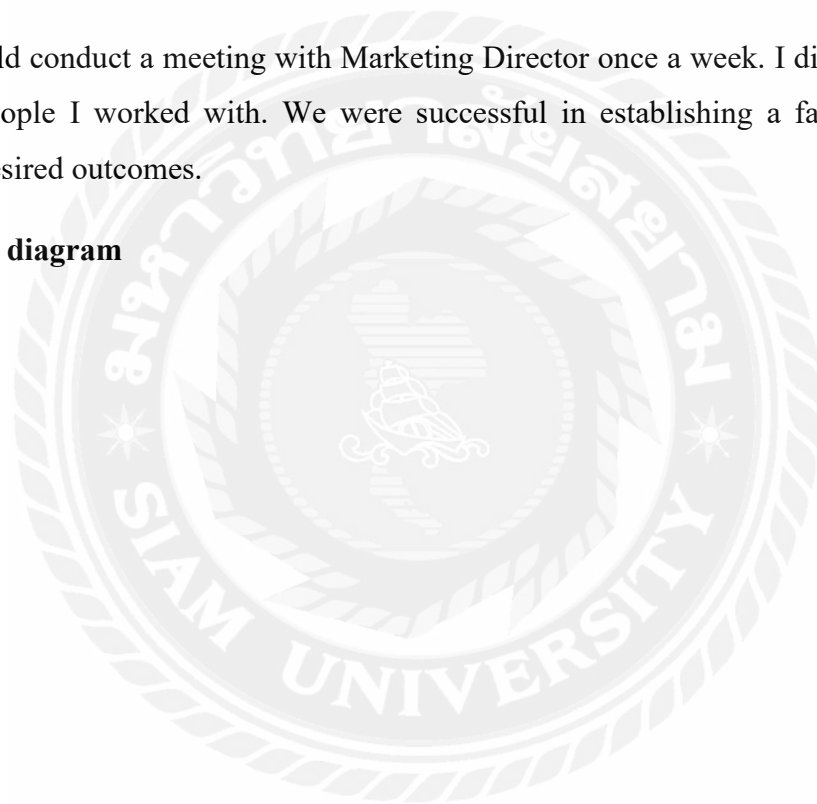 ld conduct a meeting with Marketing Director once a week. I di
ople I worked with. We were successful in establishing a fa
esired outcomes.
diagram
มหาวิทยาลัยสยาม
SIAM UNIVERSITY